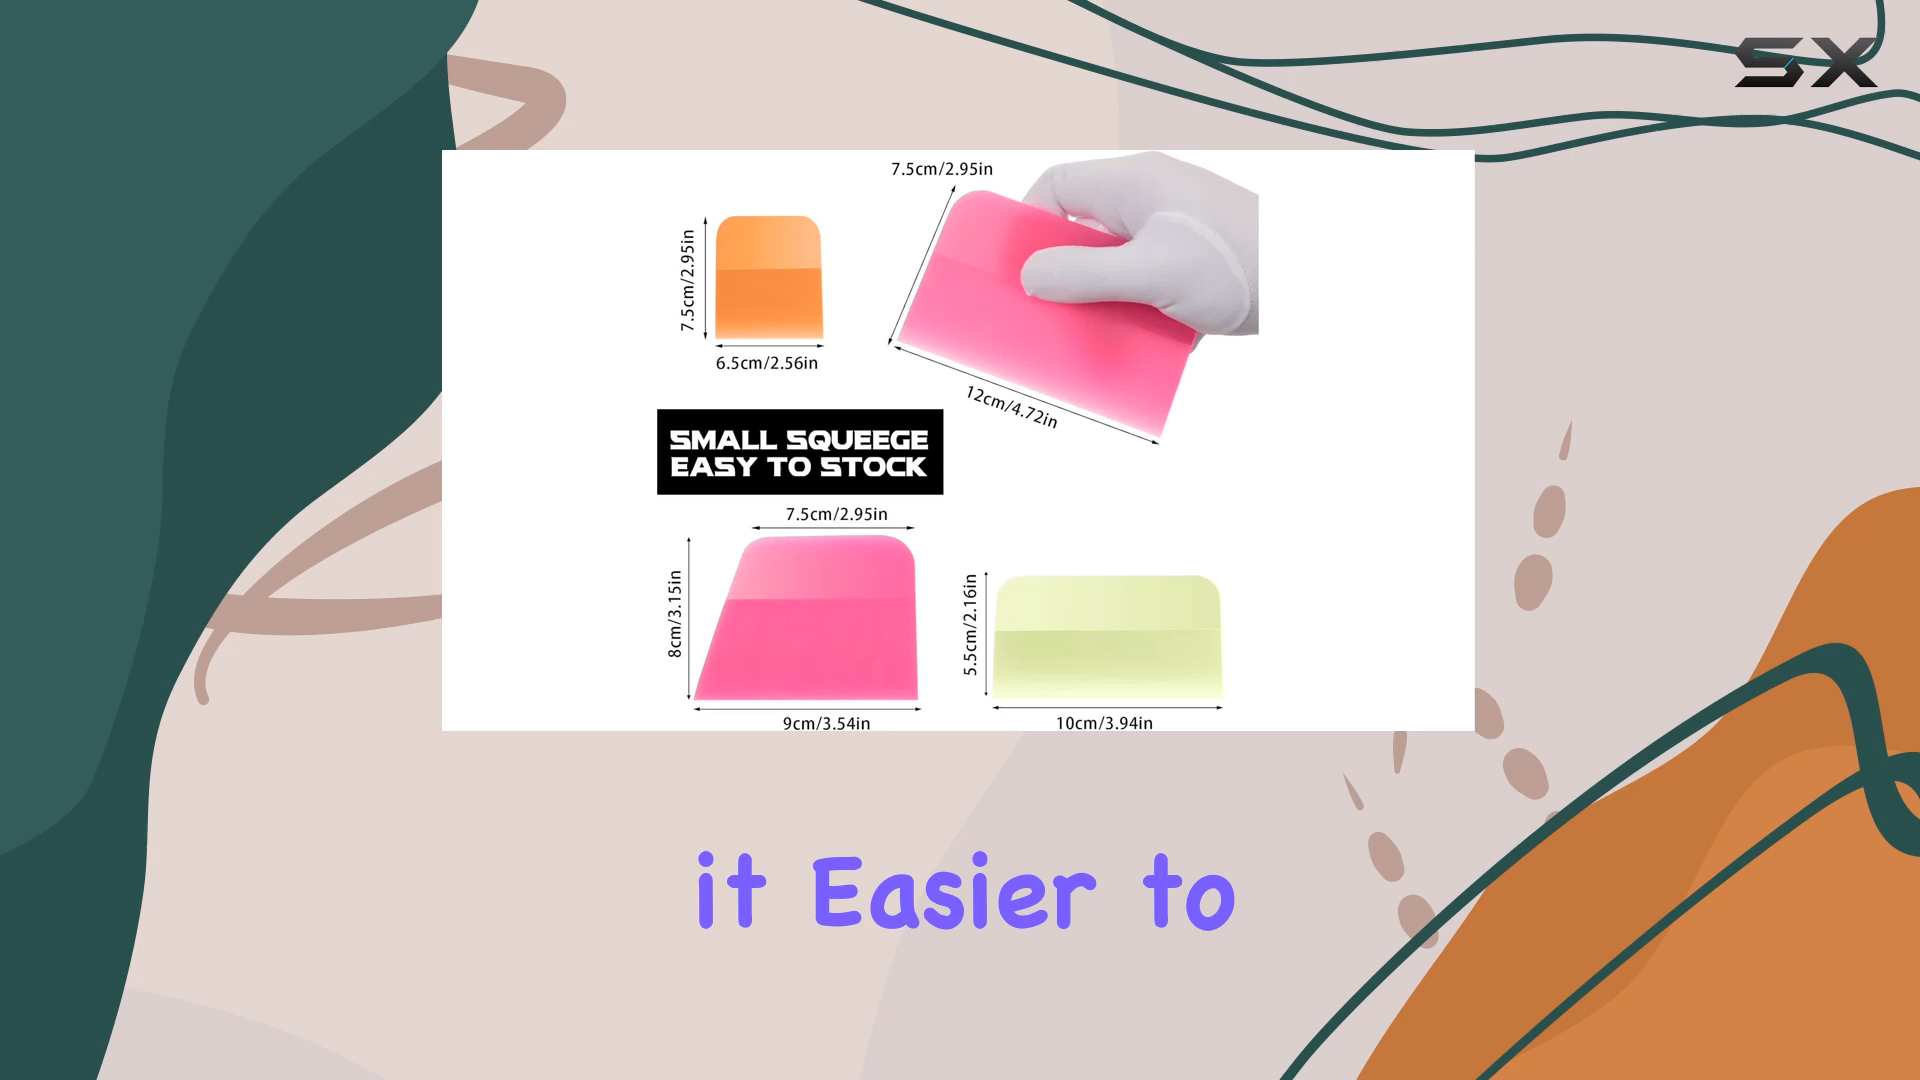 SX
7.5cm/2.95in
7.5cm/2.95in
6.5cm/2.56in
12cm/4.72in
SMALL SQUEEGE
EASY TO STOCK
7.5cm/2.95in
8cm/3.15in
5.5cm/2.16in
9cm/3.54in
10cm/3.94in
it Easier to